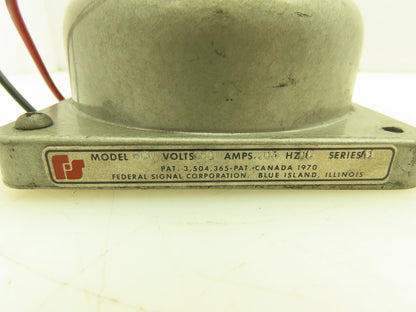 MODEL VOLTS AMPS HZ SERIES
PAT. 3,504,365-PAT.-CANADA 1970
FEDERAL SIGNAL CORPORATION, BLUE ISLAND, ILLINOIS